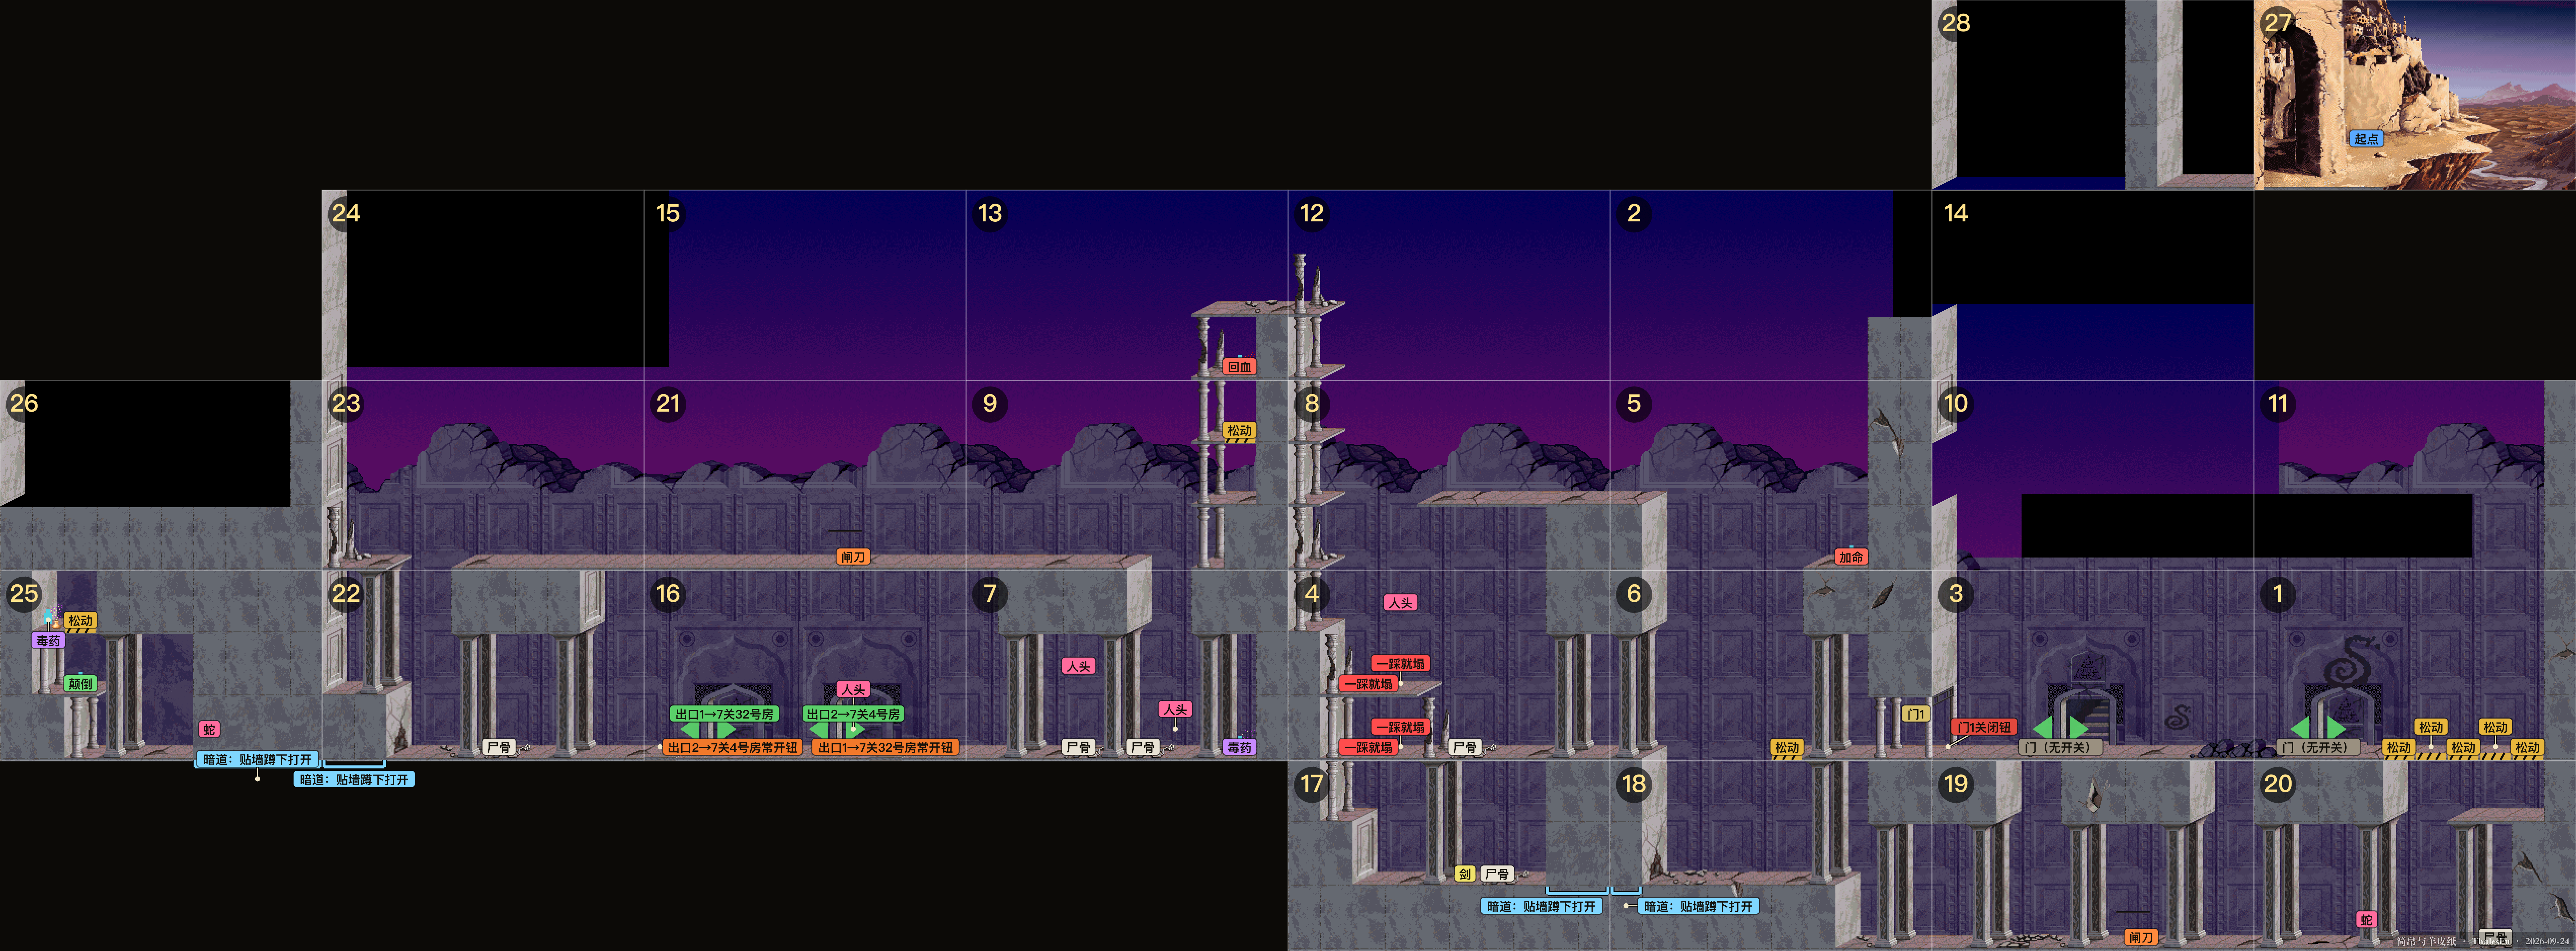 28
27
起点
24
15
13
12
2
14
回血
26
23
21
9
8
5
10
11
松动
闸刀
加命
25
22
16
7
4
6
3
1
松动
毒药
颠倒
蛇
暗道：贴墙蹲下打开
暗道：贴墙蹲下打开
尸骨
人头
出口1→7关32号房
出口2→7关4号房
出口2→7关4号房常开钮
出口1→7关32号房常开钮
人头
人头
尸骨
尸骨
毒药
人头
一踩就塌
一踩就塌
一踩就塌
一踩就塌
尸骨
松动
门1
门1关闭钮
门（无开关）
门（无开关）
松动
松动
松动
松动
松动
17
18
19
20
剑
尸骨
暗道：贴墙蹲下打开
暗道：贴墙蹲下打开
闸刀
蛇
尸骨
简帛与羊皮纸